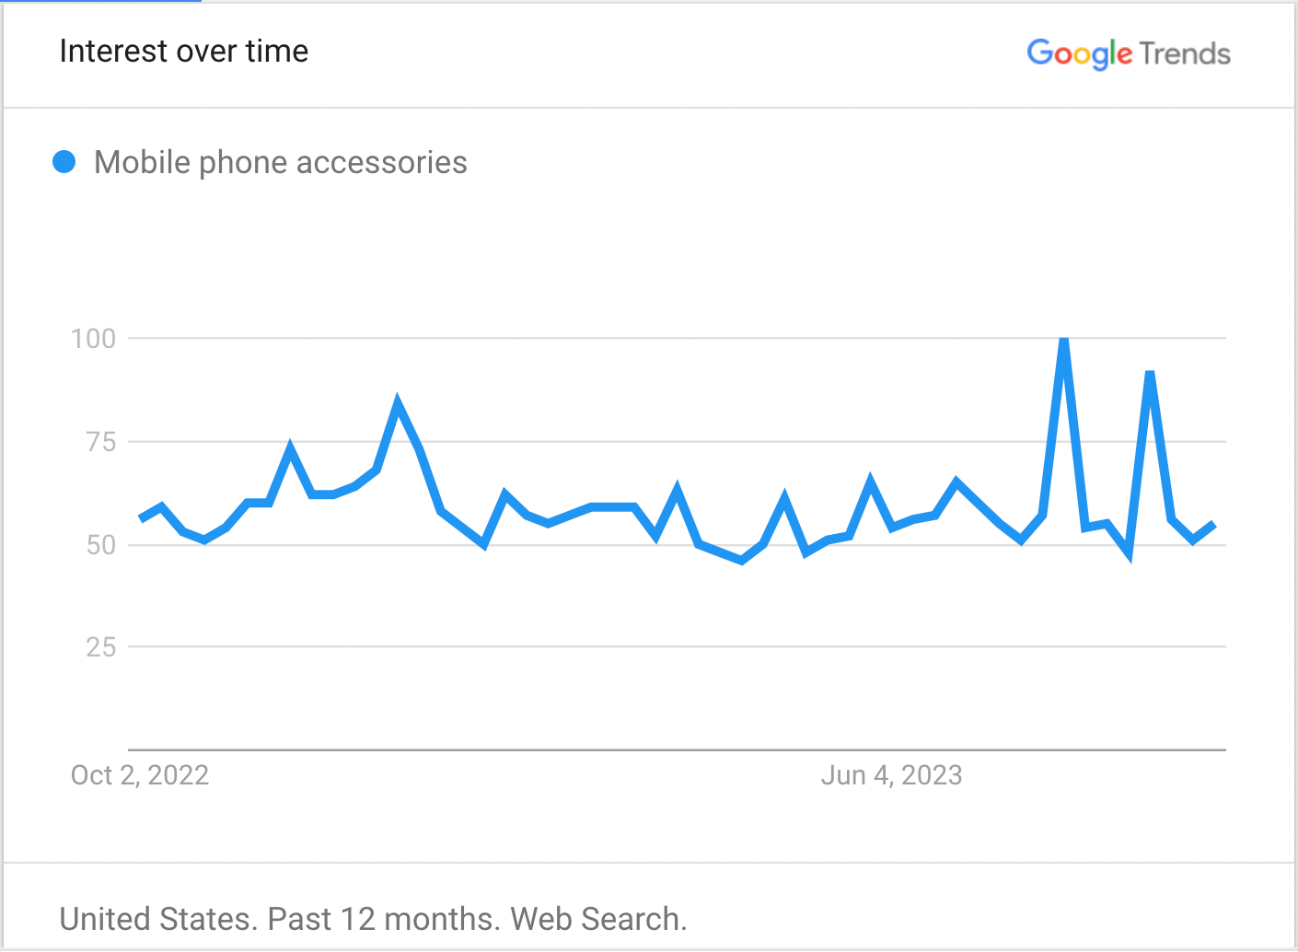 Interest over time
Google Trends
Mobile phone accessories
100
75
50
25
Oct 2, 2022
Jun 4, 2023
United States. Past 12 months. Web Search.